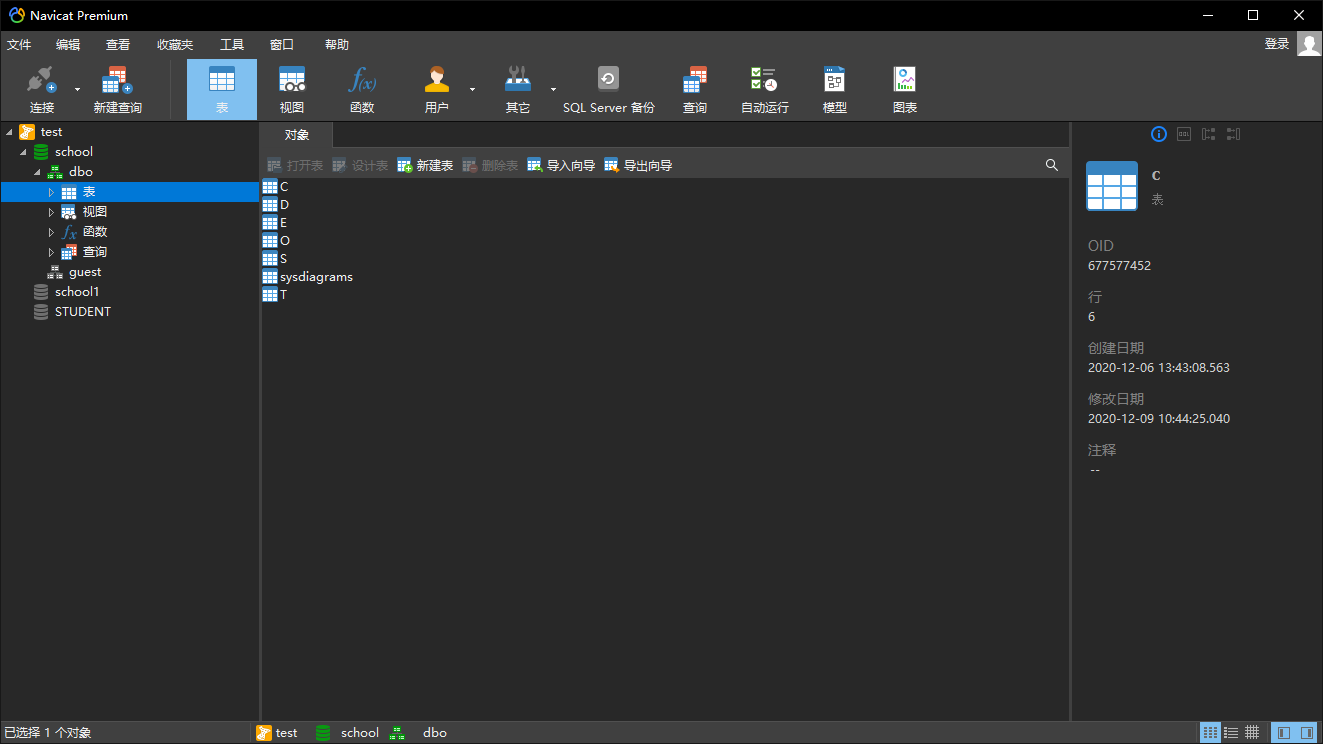 Navicat Premium
文件 编辑 查看 收藏夹 工具 窗口 帮助 登录
连接 新建查询 表 视图 函数 用户 其它 SQL Server 备份 查询 自动运行 模型 图表
f(x)
test
school
dbo
表
视图
fx 函数
查询
guest
school1
STUDENT
对象
打开表 设计表 新建表 删除表 导入向导 导出向导
C
D
E
O
S
sysdiagrams
T
C
表
OID
677577452
行
6
创建日期
2020-12-06 13:43:08.563
修改日期
2020-12-09 10:44:25.040
注释
--
已选择 1 个对象 test school dbo